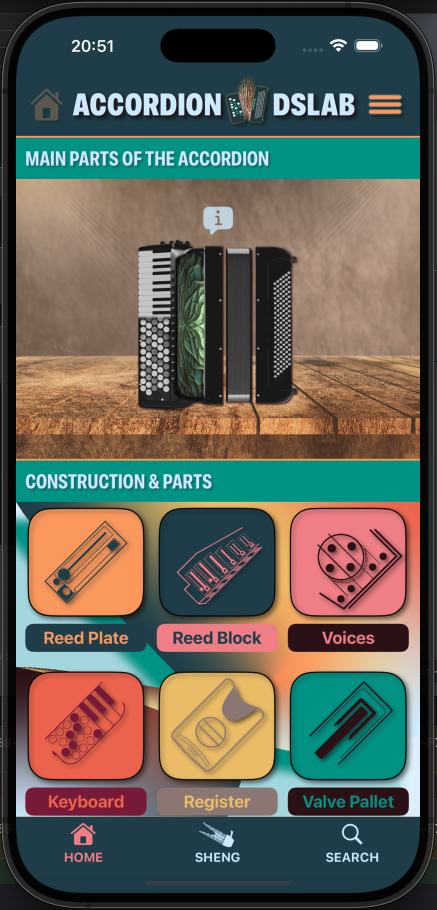 20:51
ACCORDION DSLAB
MAIN PARTS OF THE ACCORDION
i
CONSTRUCTION & PARTS
Reed Plate Reed Block Voices
Keyboard Register Valve Pallet
HOME SHENG SEARCH